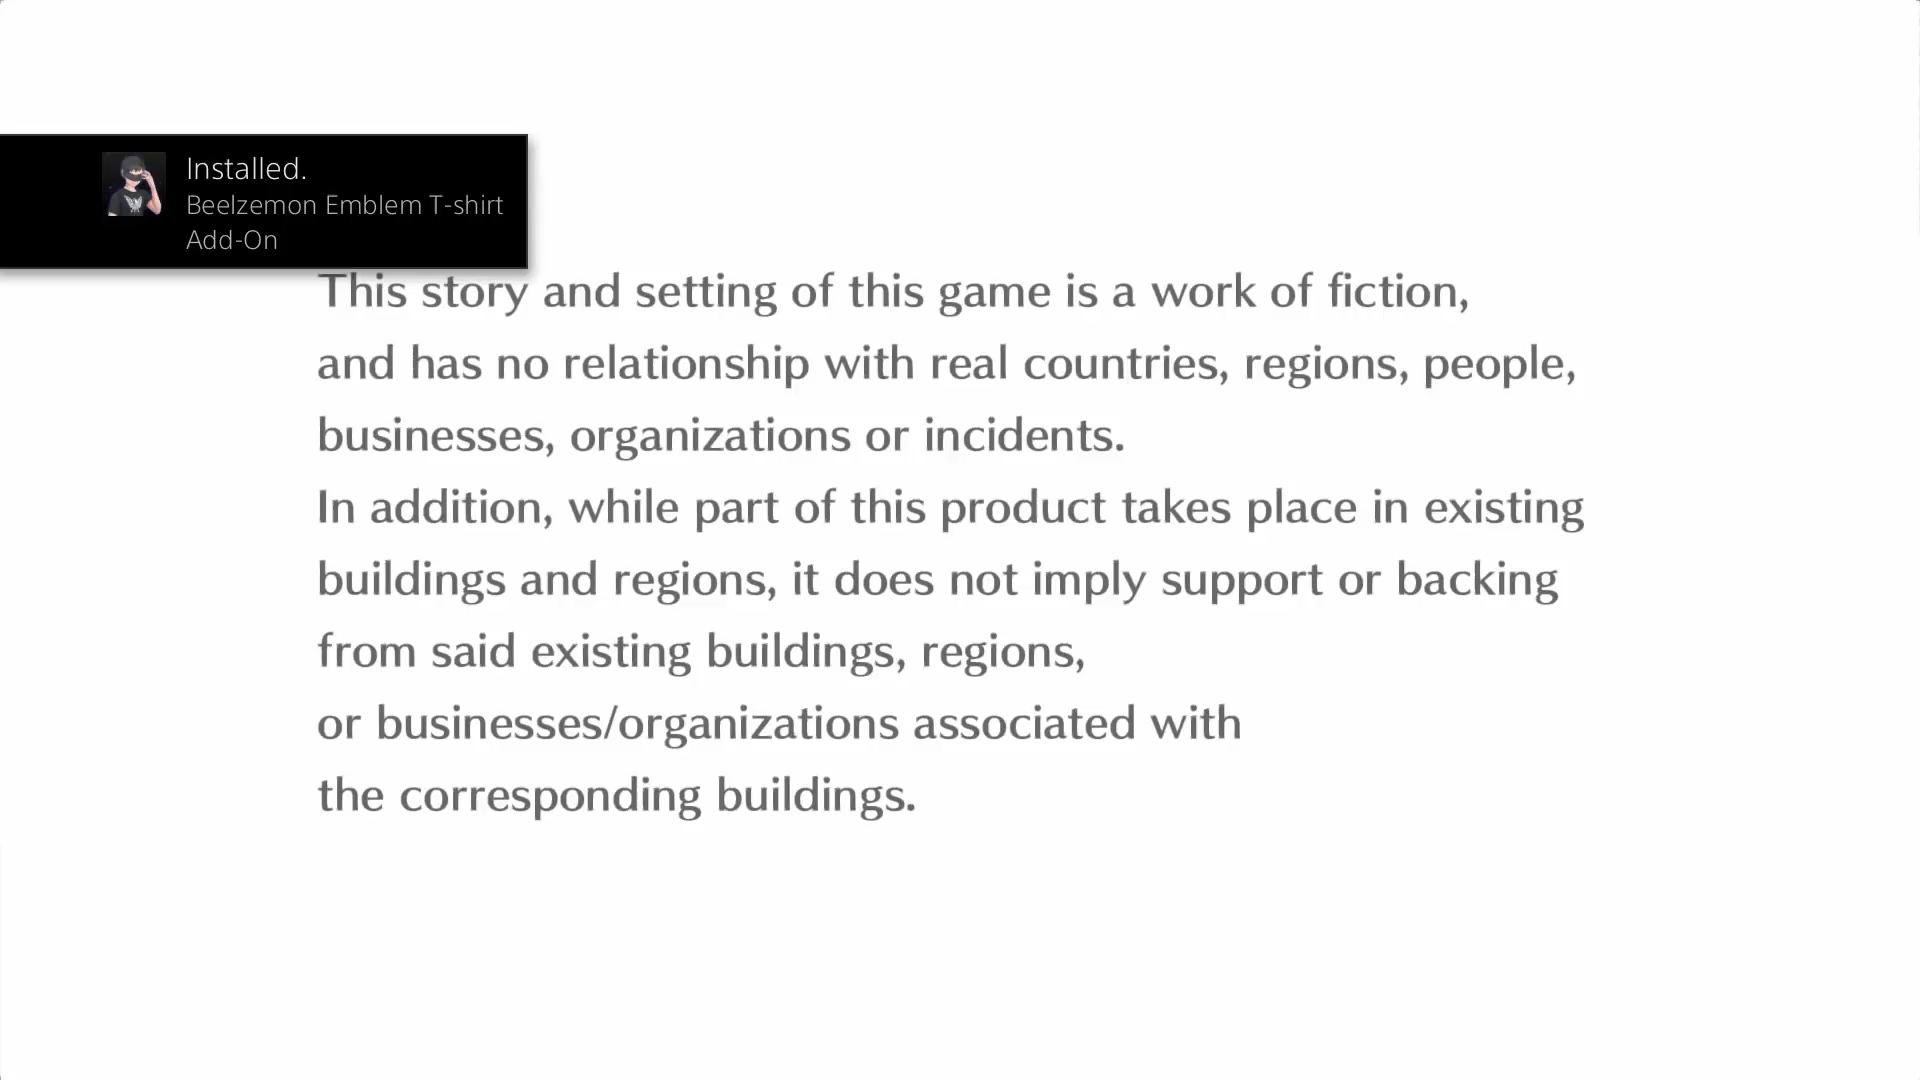 Installed.
Beelzemon Emblem T-shirt
Add-On
This story and setting of this game is a work of fiction,
and has no relationship with real countries, regions, people,
businesses, organizations or incidents.
In addition, while part of this product takes place in existing
buildings and regions, it does not imply support or backing
from said existing buildings, regions,
or businesses/organizations associated with
the corresponding buildings.